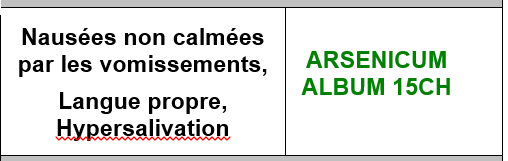 Nausées non calmées
par les vomissements,
Langue propre,
Hypersalivation
ARSENICUM
ALBUM 15CH